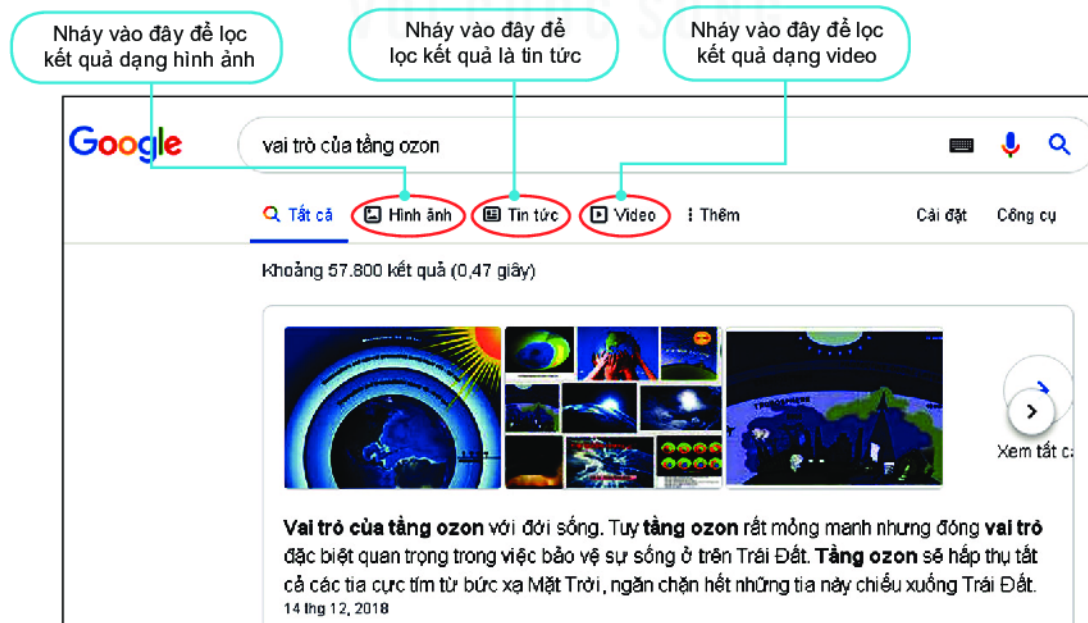 Nháy vào đây để lọc
kết quả dạng hình ảnh
Nháy vào đây để
lọc kết quả là tin tức
Nháy vào đây để lọc
kết quả dạng video
Google
vai trò của tầng ozon
Tất cả Hình ảnh Tin tức Video Thêm Cài đặt Công cụ
Khoảng 57.800 kết quả (0,47 giây)
Xem tất cả
Vai trò của tầng ozon với đời sống. Tuy tầng ozon rất mỏng manh nhưng đóng vai trò
đặc biệt quan trọng trong việc bảo vệ sự sống ở trên Trái Đất. Tầng ozon sẽ hấp thụ tất
cả các tia cực tím từ bức xạ Mặt Trời, ngăn chặn hết những tia này chiếu xuống Trái Đất.
14 thg 12, 2018